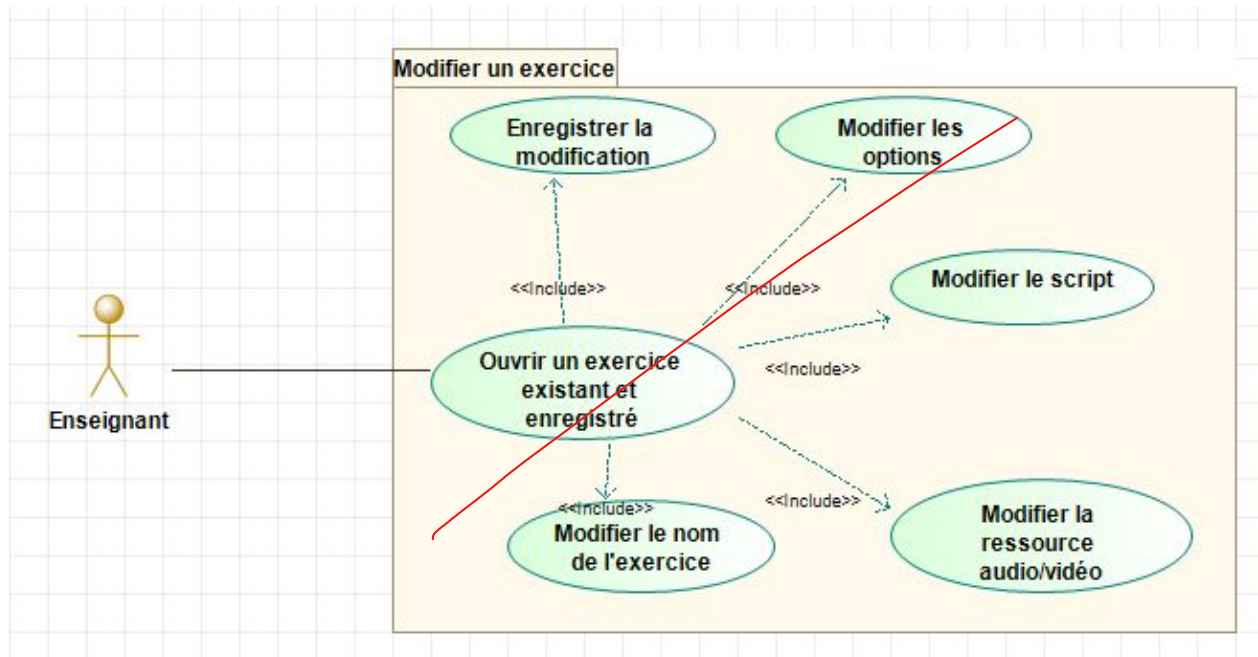 Modifier un exercice
Enregistrer la
modification
Modifier les
options
<<Include>>
<<Include>>
Modifier le script
<<Include>>
Ouvrir un exercice
existant et
enregistré
Enseignant
<<Include>>
Modifier le nom
de l'exercice
<<Include>>
Modifier la
ressource
audio/vidéo